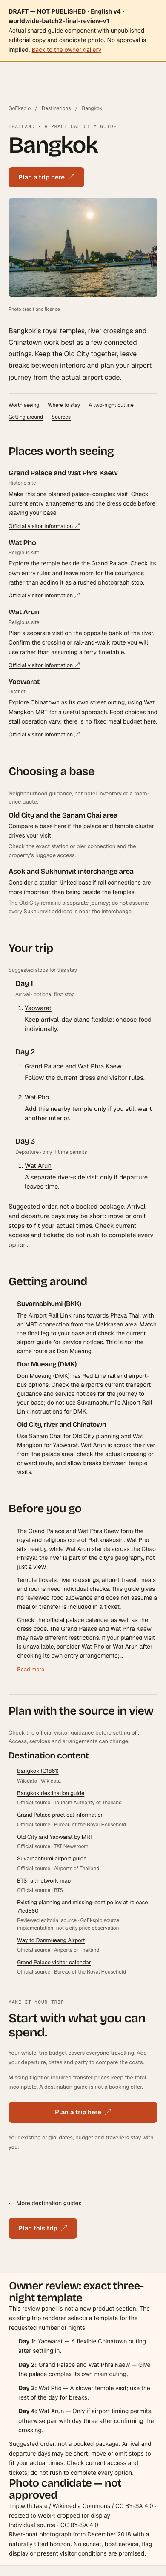 DRAFT — NOT PUBLISHED · English v4 ·
worldwide-batch2-final-review-v1
Actual shared guide component with unpublished
editorial copy and candidate photo. No approval is
implied. Back to the owner gallery
GoEksplo / Destinations / Bangkok
THAILAND · A PRACTICAL CITY GUIDE
Bangkok
Plan a trip here ↗
Photo credit and licence
Bangkok's royal temples, river crossings and
Chinatown work best as a few connected
outings. Keep the Old City together, leave
breaks between interiors and plan your airport
journey from the actual airport code.
Worth seeing Where to stay A two-night outline
Getting around Sources
Places worth seeing
Grand Palace and Wat Phra Kaew
Historic site
Make this one planned palace-complex visit. Check
current entry arrangements and the dress code before
leaving your base.
Official visitor information ↗
Wat Pho
Religious site
Explore the temple beside the Grand Palace. Check its
own entry rules and leave room for the courtyards
rather than adding it as a rushed photograph stop.
Official visitor information ↗
Wat Arun
Religious site
Plan a separate visit on the opposite bank of the river.
Confirm the crossing or rail-and-walk route you will
use rather than assuming a ferry timetable.
Official visitor information ↗
Yaowarat
District
Explore Chinatown as its own street outing, using Wat
Mangkon MRT for a useful approach. Food choices and
stall operation vary; there is no fixed meal budget here.
Official visitor information ↗
Choosing a base
Neighbourhood guidance, not hotel inventory or a room-
price quote.
Old City and the Sanam Chai area
Compare a base here if the palace and temple cluster
drives your visit.
Check the exact station or pier connection and the
property's luggage access.
Asok and Sukhumvit interchange area
Consider a station-linked base if rail connections are
more important than being beside the temples.
The Old City remains a separate journey; do not assume
every Sukhumvit address is near the interchange.
Your trip
Suggested stops for this stay
Day 1
Arrival · optional first stop
1. Yaowarat
Keep arrival-day plans flexible; choose food
individually.
Day 2
1. Grand Palace and Wat Phra Kaew
Follow the current dress and visitor rules.
2. Wat Pho
Add this nearby temple only if you still want
another interior.
Day 3
Departure · only if time permits
1. Wat Arun
A separate river-side visit only if departure
leaves time.
Suggested order, not a booked package. Arrival
and departure days may be short: move or omit
stops to fit your actual times. Check current
access and tickets; do not rush to complete every
option.
Getting around
Suvarnabhumi (BKK)
The Airport Rail Link runs towards Phaya Thai, with
an MRT connection from the Makkasan area. Match
the final leg to your base and check the current
airport guide for service notices. This is not the
same route as Don Mueang.
Don Mueang (DMK)
Don Mueang (DMK) has Red Line rail and airport-
bus options. Check the airport's current transport
guidance and service notices for the journey to
your base; do not use Suvarnabhumi's Airport Rail
Link instructions for DMK.
Old City, river and Chinatown
Use Sanam Chai for Old City planning and Wat
Mangkon for Yaowarat. Wat Arun is across the river
from the palace area: check the actual crossing or
onward route, and allow breaks between temple
visits.
Before you go
The Grand Palace and Wat Phra Kaew form the
royal and religious core of Rattanakosin. Wat Pho
sits nearby, while Wat Arun stands across the Chao
Phraya: the river is part of the city's geography, not
just a view.
Temple tickets, river crossings, airport travel, meals
and shopping are individual checks. This guide gives
no reviewed food allowance and does not assume a
meal or transfer is included in a ticket.
Check the official palace calendar as well as the
dress code. The Grand Palace and Wat Phra Kaew
may have different restrictions. If your planned visit
is unavailable, consider Wat Pho or Wat Arun after
checking its own entry arrangements;…
Read more
Plan with the source in view
Check the official visitor guidance before setting off.
Access, services and arrangements can change.
Destination content
Bangkok (Q1861)
Wikidata · Wikidata
Bangkok destination guide
Official source · Tourism Authority of Thailand
Grand Palace practical information
Official source · Bureau of the Royal Household
Old City and Yaowarat by MRT
Official source · TAT Newsroom
Suvarnabhumi airport guide
Official source · Airports of Thailand
BTS rail network map
Official source · BTS
Existing planning and missing-cost policy at release
71ed660
Reviewed editorial source · GoEksplo source
implementation; not a city price observation
Way to Donmueang Airport
Official source · Airports of Thailand
Grand Palace visitor calendar
Official source · Bureau of the Royal Household
MAKE IT YOUR TRIP
Start with what you can
spend.
Your whole-trip budget covers everyone travelling. Add
your departure, dates and party to compare the costs.
Missing flight or required transfer prices keep the total
incomplete. A destination guide is not a booking offer.
Plan a trip here ↗
Your existing origin, dates, budget and travellers stay with
you.
← More destination guides
Plan this trip ↗
Owner review: exact three-
night template
This review panel is not a new product section. The
existing trip renderer selects a template for the
requested number of nights.
Day 1: Yaowarat — A flexible Chinatown outing
after settling in.
Day 2: Grand Palace and Wat Phra Kaew — Give
the palace complex its own main outing.
Day 3: Wat Pho — A slower temple visit; use the
rest of the day for breaks.
Day 4: Wat Arun — Only if airport timing permits;
otherwise pair with day three after confirming the
crossing.
Suggested order, not a booked package. Arrival and
departure days may be short: move or omit stops to
fit your actual times. Check current access and
tickets; do not rush to complete every option.
Photo candidate — not
approved
Trip.with.taste / Wikimedia Commons / CC BY-SA 4.0 ·
resized to WebP; cropped for display
Individual source · CC BY-SA 4.0
River-boat photograph from December 2018 with a
naturally tilted horizon. No sunset, boat service, flag
display or present visitor conditions are promised.